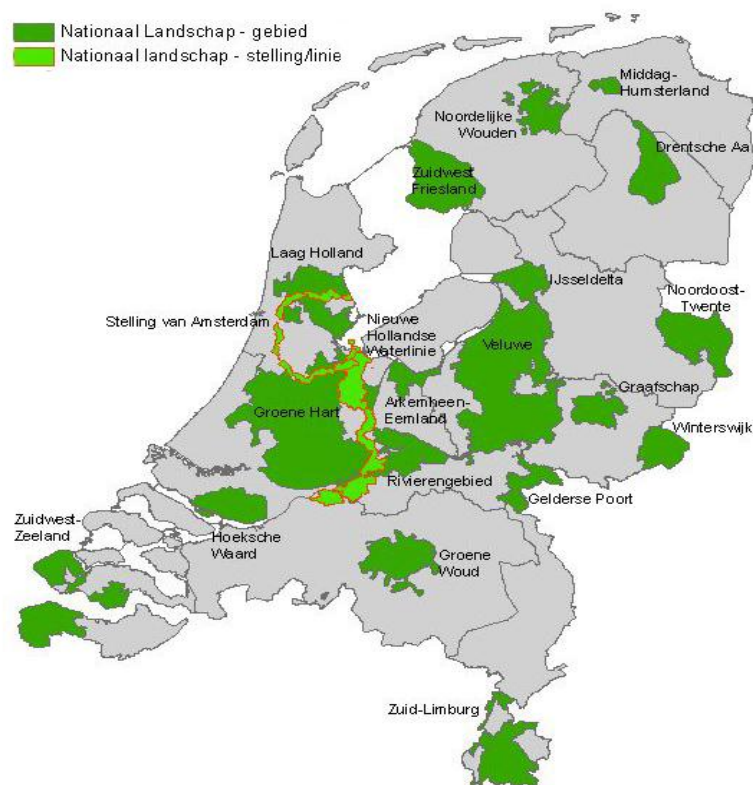 Nationaal Landschap - gebied
Nationaal landschap - stelling/linie
Middag-
Humsterland
Noordelijke
Wouden
Drentsche Aa
Zuidwest
Friesland
Laag Holland
IJsseldelta
Noordoost-
Twente
Stelling van Amsterdam
Nieuwe
Hollandse
Waterlinie
Veluwe
Graafschap
Arkemheen-
Eemland
Groene Hart
Winterswijk
Rivierengebied
Gelderse Poort
Zuidwest-
Zeeland
Hoeksche
Waard
Groene
Woud
Zuid-Limburg